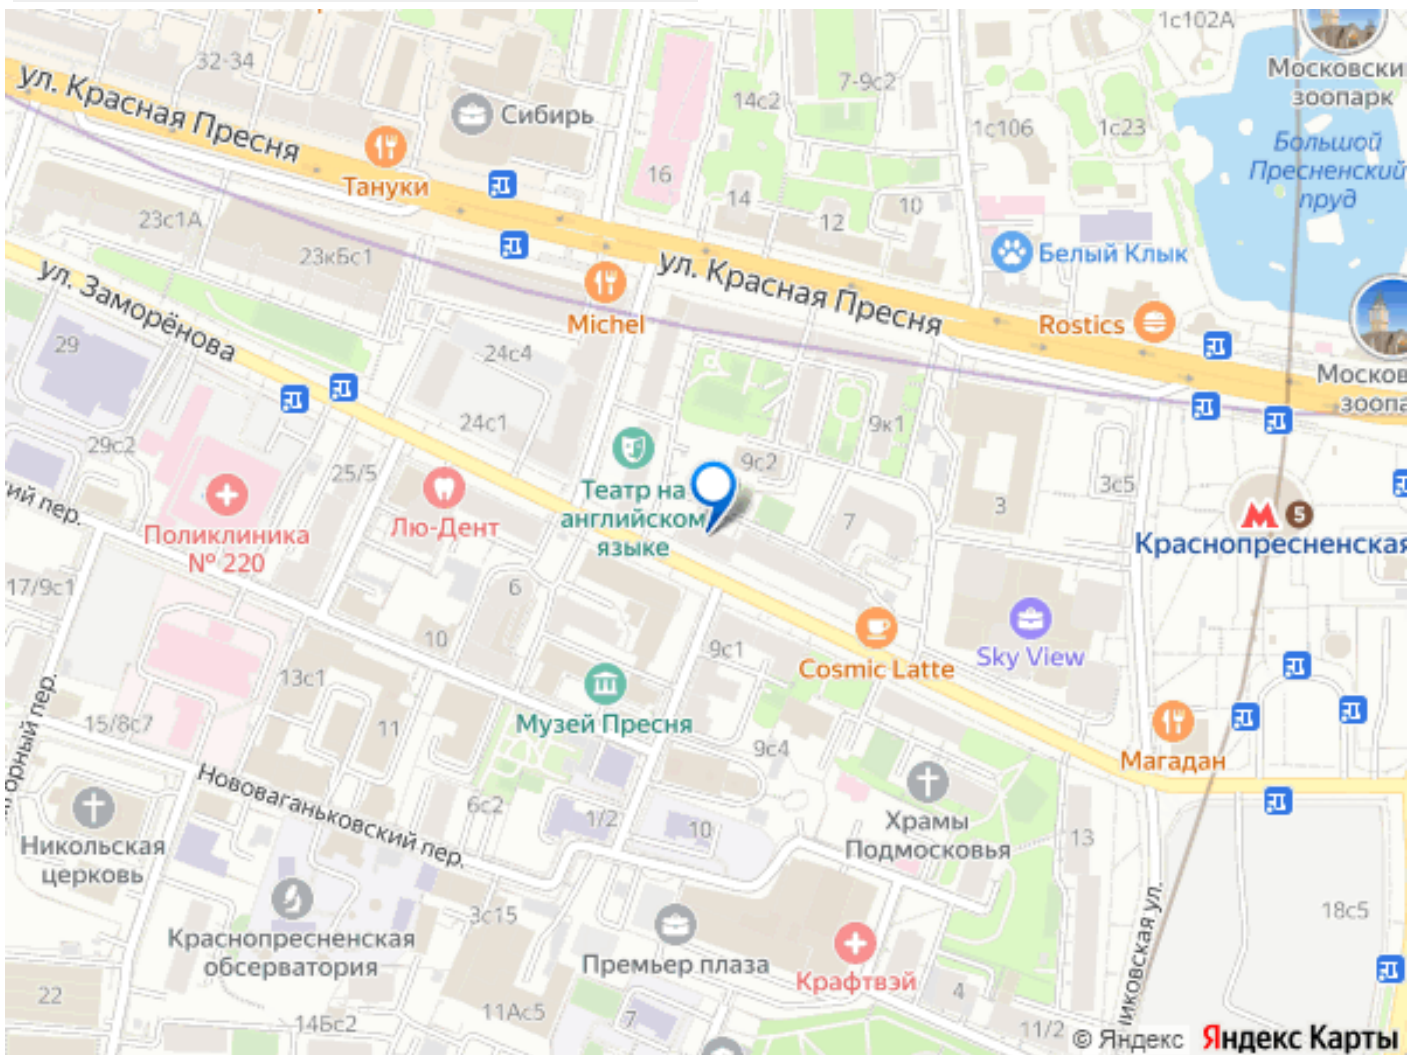 1с102А
32-34
ул. Красная Пресня
Сибирь
14с2
7-9с2
1с106
1с23
зоопарк
Большой
Пресненский
пруд
Тануки
16
14
12
10
23с1А
23кБс1
Белый Клык
ул. Красная Пресня
ул. Заморёнова
Michel
Rostics
29
24с4
24с1
9к1
29с2
25/5
9с2
3с5
3
7
Театр на
английском
языке
Лю-Дент
Поликлиника
№ 220
5
Краснопресненская
17/9с1
6
10
9с1
Cosmic Latte
Sky View
13с1
Музей Пресня
15/8с7
11
9с4
Магадан
Нововаганьковский пер.
6с2
1/2
10
Храмы
Подмосковья
13
Никольская
церковь
3с15
18с5
Краснопресненская
обсерватория
Премьер плаза
Крафтвэй
22
14Бс2
11Ас5
7
4
11/2
© Яндекс Яндекс Карты